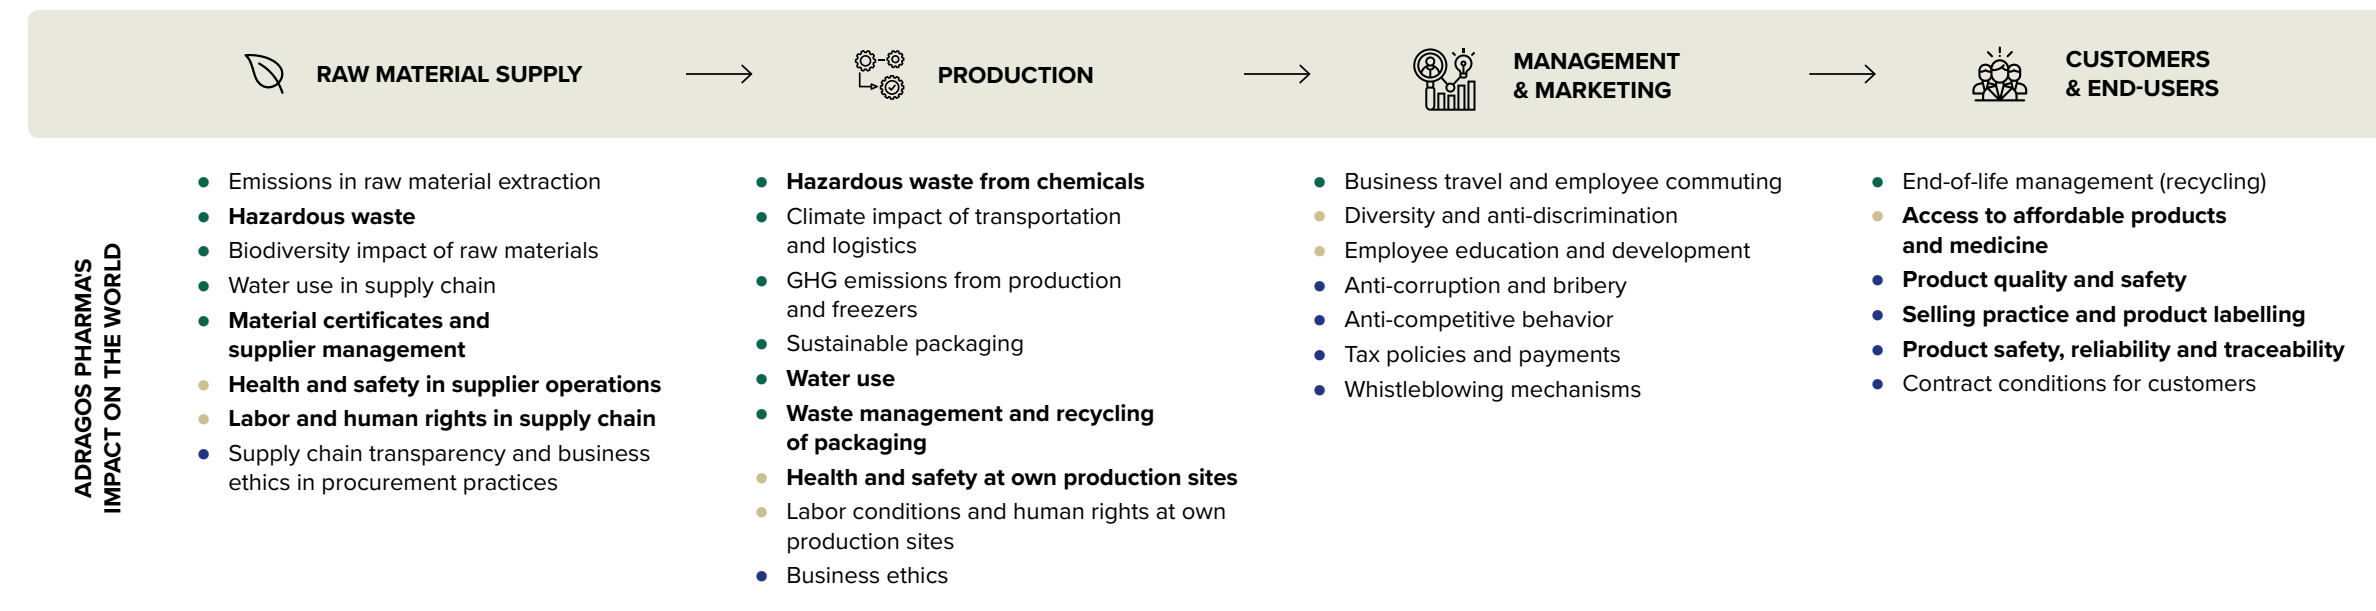 RAW MATERIAL SUPPLY
PRODUCTION
MANAGEMENT
& MARKETING
CUSTOMERS
& END-USERS
ADRAGOS PHARMA'S
IMPACT ON THE WORLD
Emissions in raw material extraction
Hazardous waste
Biodiversity impact of raw materials
Water use in supply chain
Material certificates and
supplier management
Health and safety in supplier operations
Labor and human rights in supply chain
Supply chain transparency and business
ethics in procurement practices
Hazardous waste from chemicals
Climate impact of transportation
and logistics
GHG emissions from production
and freezers
Sustainable packaging
Water use
Waste management and recycling
of packaging
Health and safety at own production sites
Labor conditions and human rights at own
production sites
Business ethics
Business travel and employee commuting
Diversity and anti-discrimination
Employee education and development
Anti-corruption and bribery
Anti-competitive behavior
Tax policies and payments
Whistleblowing mechanisms
End-of-life management (recycling)
Access to affordable products
and medicine
Product quality and safety
Selling practice and product labelling
Product safety, reliability and traceability
Contract conditions for customers